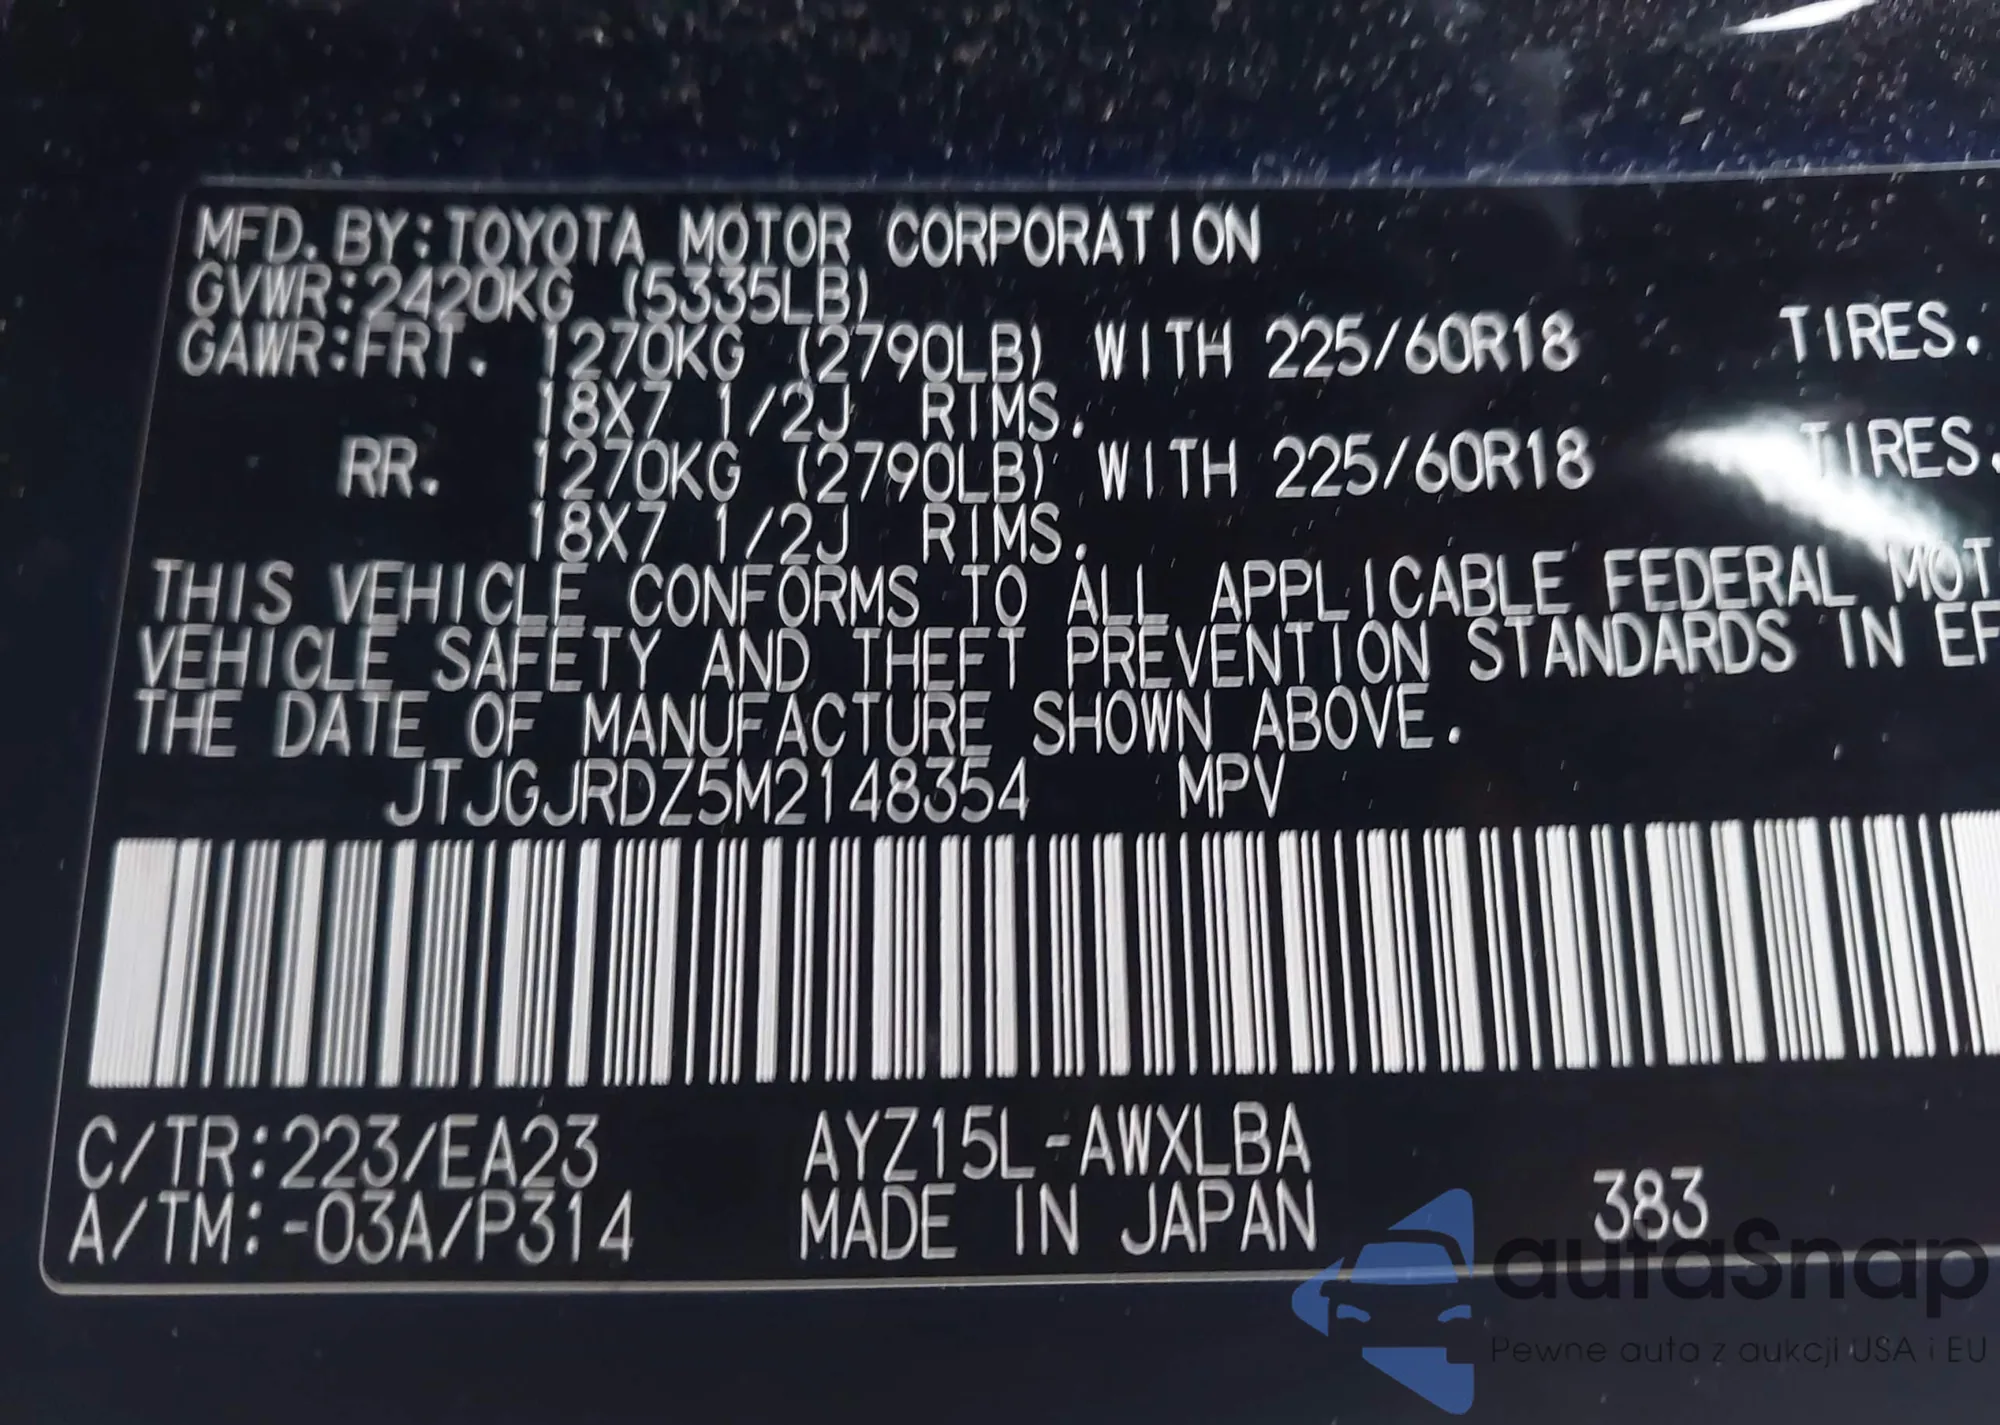 MFD. BY: TOYOTA MOTOR CORPORATION
GVWR: 2420KG (5335LB)
GAWR: FRT. 1270KG (2790LB) WITH 225/60R18 TIRES.
18X7 1/2J RIMS.
RR. 1270KG (2790LB) WITH 225/60R18 TIRES.
18X7 1/2J RIMS.
THIS VEHICLE CONFORMS TO ALL APPLICABLE FEDERAL MOT
VEHICLE SAFETY AND THEFT PREVENTION STANDARDS IN EF
THE DATE OF MANUFACTURE SHOWN ABOVE.
JTJGJRDZ5M2148354 MPV
C/TR: 223/EA23 AYZ15L-AWXLBA
A/TM: -03A/P314 MADE IN JAPAN 383
autaSnap
Pewne auta z aukcji USA i EU